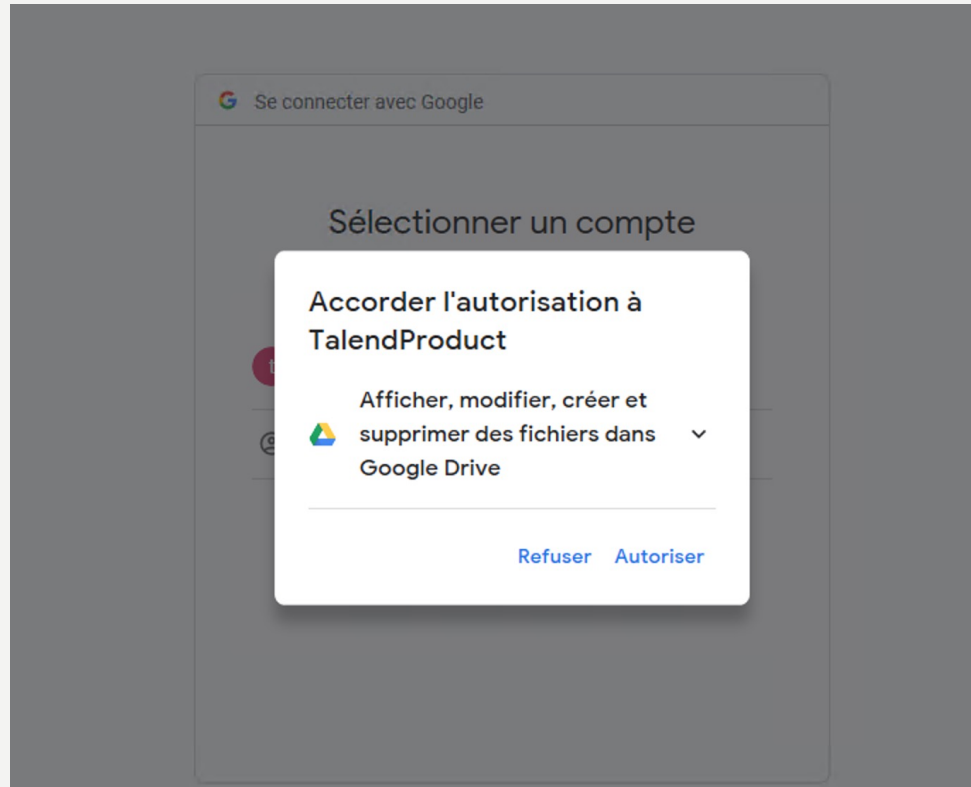 Se connecter avec Google
Sélectionner un compte
Accorder l'autorisation à
TalendProduct
Afficher, modifier, créer et
supprimer des fichiers dans
Google Drive
Refuser Autoriser